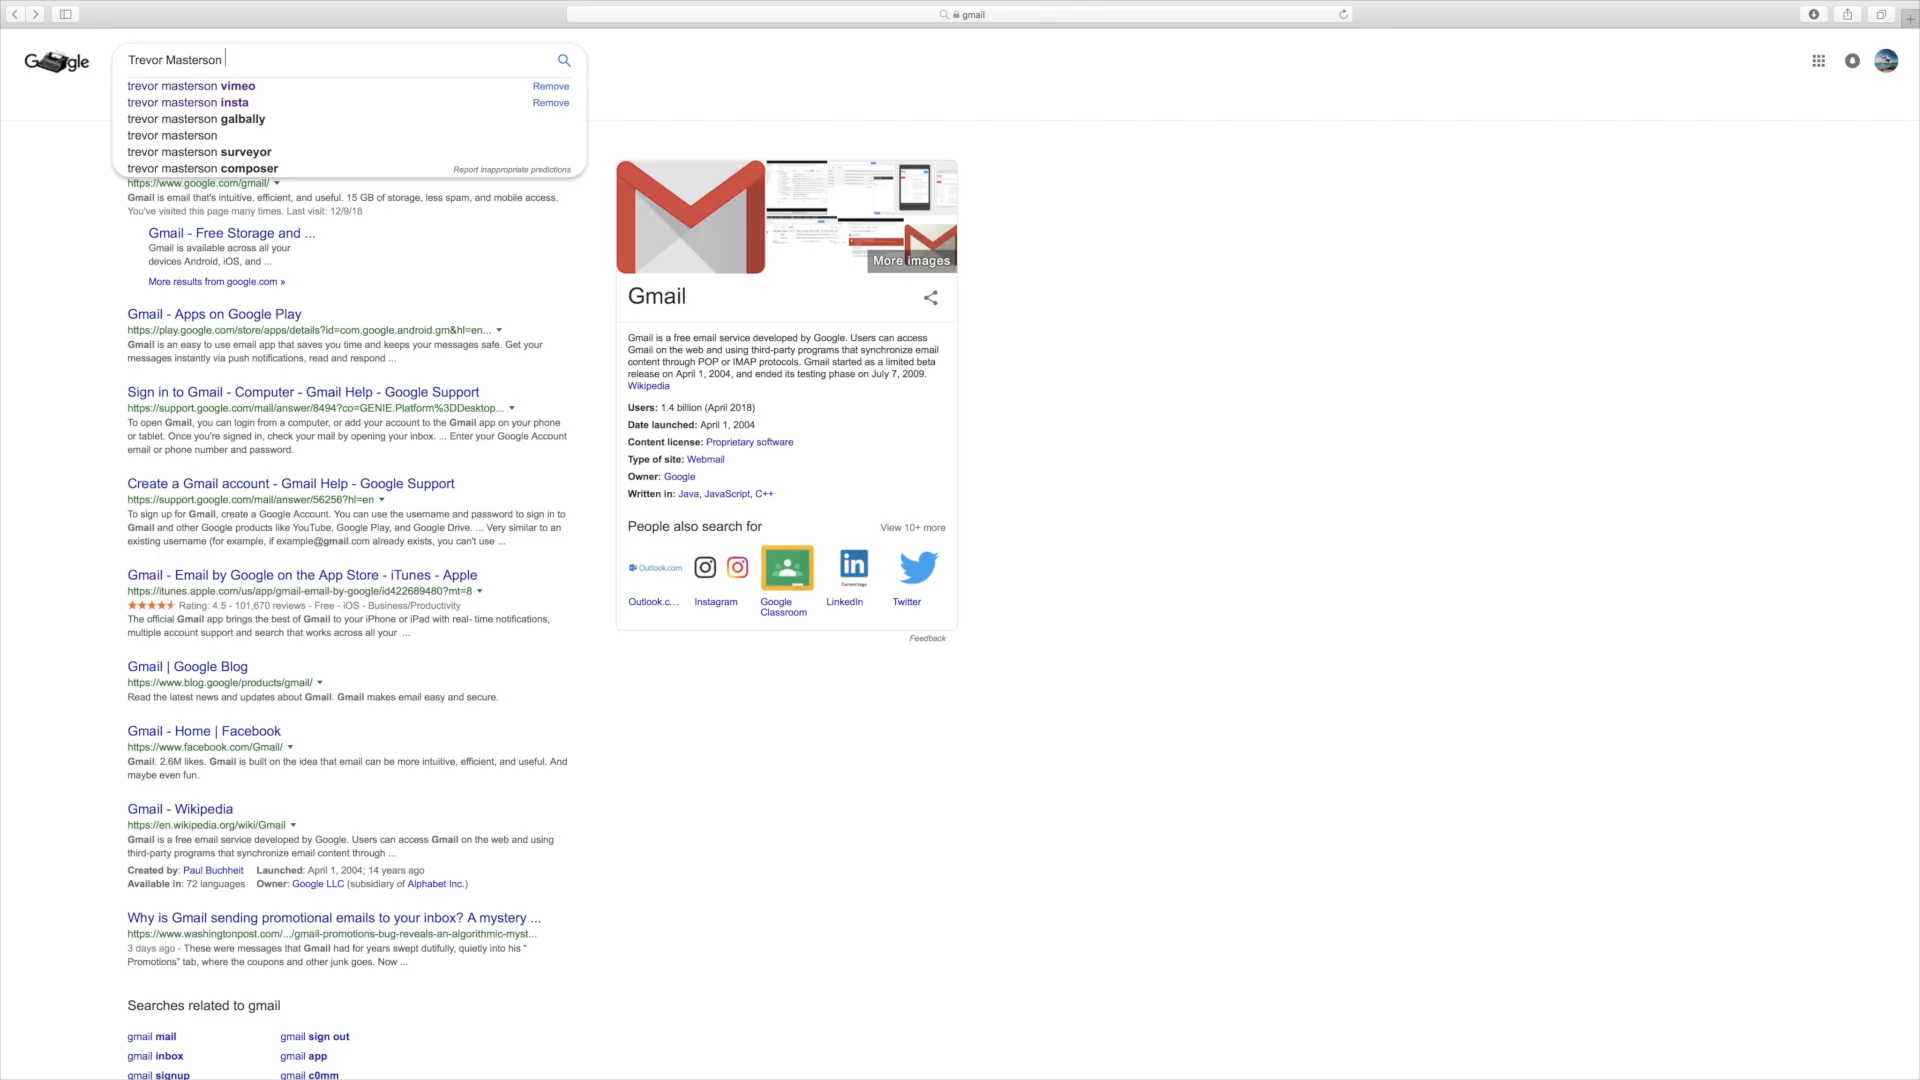 gmail
Google
Trevor Masterson
trevor masterson vimeo Remove
trevor masterson insta Remove
trevor masterson galbally
trevor masterson
trevor masterson surveyor
trevor masterson composer
Report inappropriate predictions
https://www.google.com/gmail/
Gmail is email that's intuitive, efficient, and useful. 15 GB of storage, less spam, and mobile access.
You've visited this page many times. Last visit: 12/9/18
Gmail - Free Storage and ...
Gmail is available across all your
devices Android, iOS, and ...
More results from google.com »
Gmail - Apps on Google Play
https://play.google.com/store/apps/details?id=com.google.android.gm&hl=en...
Gmail is an easy to use email app that saves you time and keeps your messages safe. Get your
messages instantly via push notifications, read and respond ...
Sign in to Gmail - Computer - Gmail Help - Google Support
https://support.google.com/mail/answer/8494?co=GENIE.Platform%3DDesktop...
To open Gmail, you can login from a computer, or add your account to the Gmail app on your phone
or tablet. Once you're signed in, check your mail by opening your inbox. ... Enter your Google Account
email or phone number and password.
Create a Gmail account - Gmail Help - Google Support
https://support.google.com/mail/answer/56256?hl=en
To sign up for Gmail, create a Google Account. You can use the username and password to sign in to
Gmail and other Google products like YouTube, Google Play, and Google Drive. ... Very similar to an
existing username (for example, if example@gmail.com already exists, you can't use ...
Gmail - Email by Google on the App Store - iTunes - Apple
https://itunes.apple.com/us/app/gmail-email-by-google/id422689480?mt=8
Rating: 4.5 - 101,670 reviews - Free - iOS - Business/Productivity
The official Gmail app brings the best of Gmail to your iPhone or iPad with real- time notifications,
multiple account support and search that works across all your ...
Gmail | Google Blog
https://www.blog.google/products/gmail/
Read the latest news and updates about Gmail. Gmail makes email easy and secure.
Gmail - Home | Facebook
https://www.facebook.com/Gmail/
Gmail. 2.6M likes. Gmail is built on the idea that email can be more intuitive, efficient, and useful. And
maybe even fun.
Gmail - Wikipedia
https://en.wikipedia.org/wiki/Gmail
Gmail is a free email service developed by Google. Users can access Gmail on the web and using
third-party programs that synchronize email content through ...
Created by: Paul Buchheit Launched: April 1, 2004; 14 years ago
Available in: 72 languages Owner: Google LLC (subsidiary of Alphabet Inc.)
Why is Gmail sending promotional emails to your inbox? A mystery ...
https://www.washingtonpost.com/.../gmail-promotions-bug-reveals-an-algorithmic-myst...
3 days ago - These were messages that Gmail had for years swept dutifully, quietly into his "
Promotions" tab, where the coupons and other junk goes. Now ...
Searches related to gmail
gmail mail gmail sign out
gmail inbox gmail app
gmail signup gmail c0mm
More images
Gmail
Gmail is a free email service developed by Google. Users can access
Gmail on the web and using third-party programs that synchronize email
content through POP or IMAP protocols. Gmail started as a limited beta
release on April 1, 2004, and ended its testing phase on July 7, 2009.
Wikipedia
Users: 1.4 billion (April 2018)
Date launched: April 1, 2004
Content license: Proprietary software
Type of site: Webmail
Owner: Google
Written in: Java, JavaScript, C++
People also search for View 10+ more
Outlook.com
Outlook.c... Instagram Google Classroom LinkedIn Twitter
Feedback